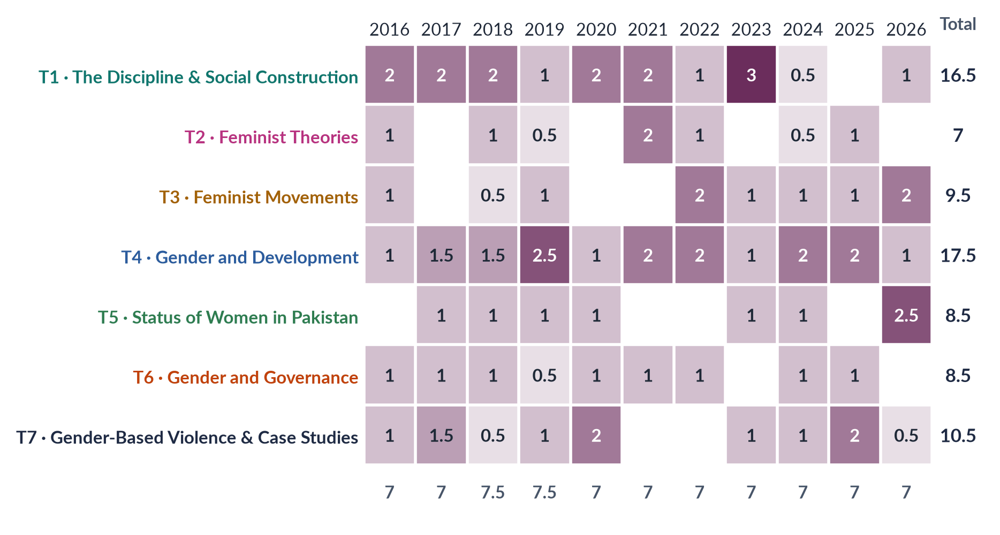 2016 2017 2018 2019 2020 2021 2022 2023 2024 2025 2026 Total
T1 · The Discipline & Social Construction 2 2 2 1 2 2 1 3 0.5 1 16.5
T2 · Feminist Theories 1 1 0.5 2 1 0.5 1 7
T3 · Feminist Movements 1 0.5 1 2 1 1 1 2 9.5
T4 · Gender and Development 1 1.5 1.5 2.5 1 2 2 1 2 2 1 17.5
T5 · Status of Women in Pakistan 1 1 1 1 1 1 2.5 8.5
T6 · Gender and Governance 1 1 1 0.5 1 1 1 1 1 8.5
T7 · Gender-Based Violence & Case Studies 1 1.5 0.5 1 2 1 1 2 0.5 10.5
7 7 7.5 7.5 7 7 7 7 7 7 7